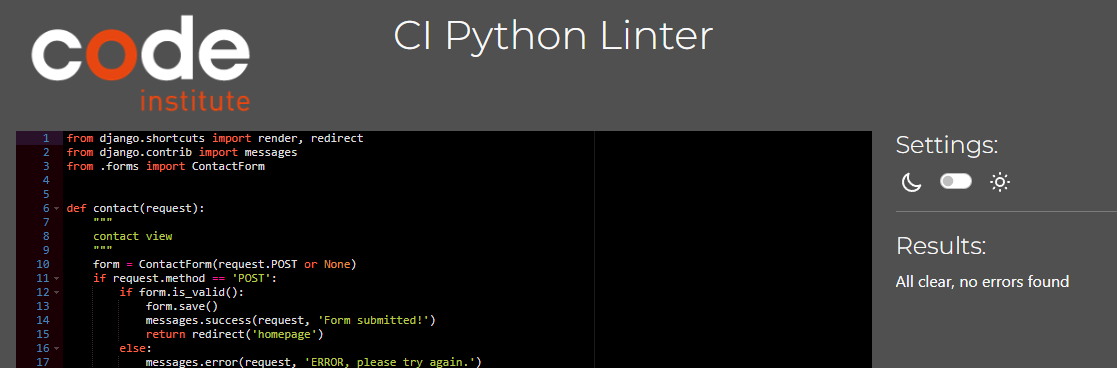 code
institute
CI Python Linter
1 from django.shortcuts import render, redirect
2 from django.contrib import messages
3 from .forms import ContactForm
4
5
6 def contact(request):
7     """
8     contact view
9     """
10     form = ContactForm(request.POST or None)
11     if request.method == 'POST':
12         if form.is_valid():
13             form.save()
14             messages.success(request, 'Form submitted!')
15             return redirect('homepage')
16         else:
17             messages.error(request, 'ERROR, please try again.')
Settings:
Results:
All clear, no errors found